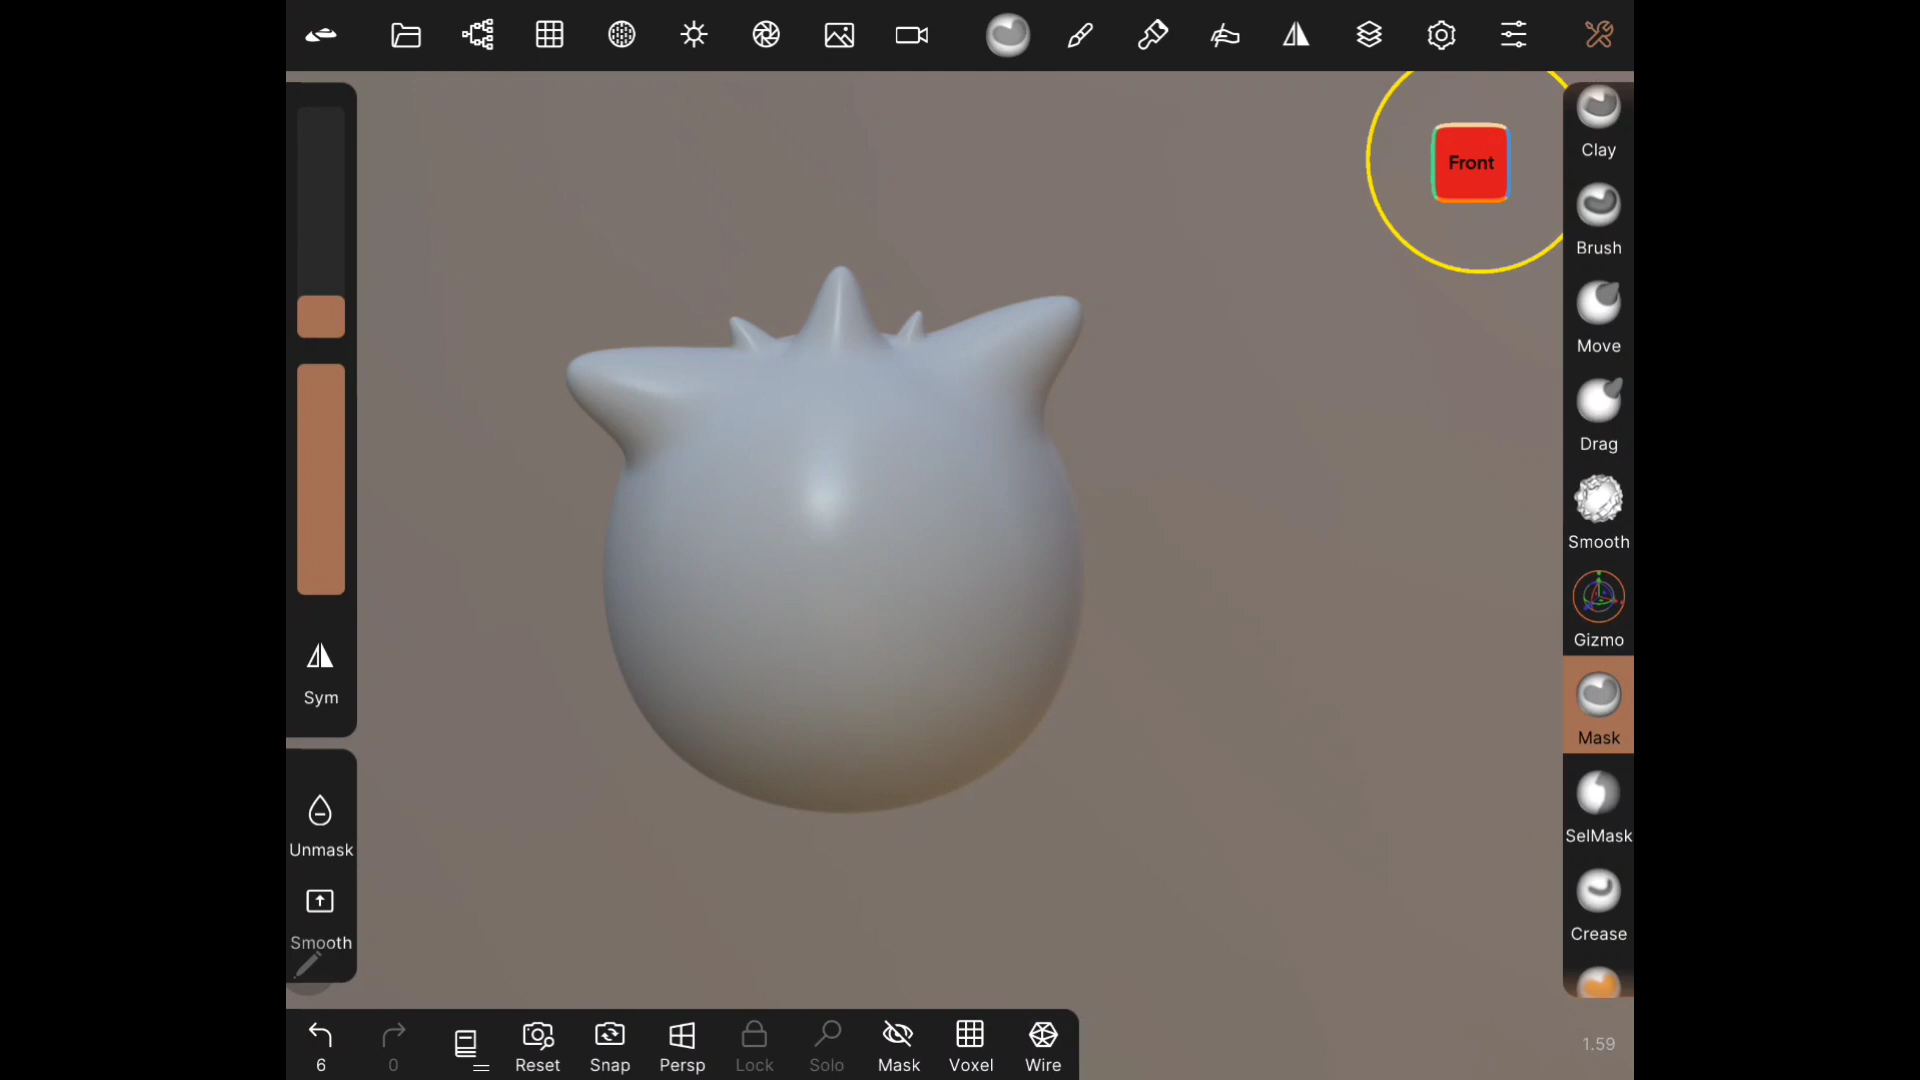 Front
Clay
Brush
Move
Drag
Smooth
Gizmo
Mask
SelMask
Crease
Sym
Unmask
Smooth
6
0
Reset
Snap
Persp
Lock
Solo
Mask
Voxel
Wire
1.59